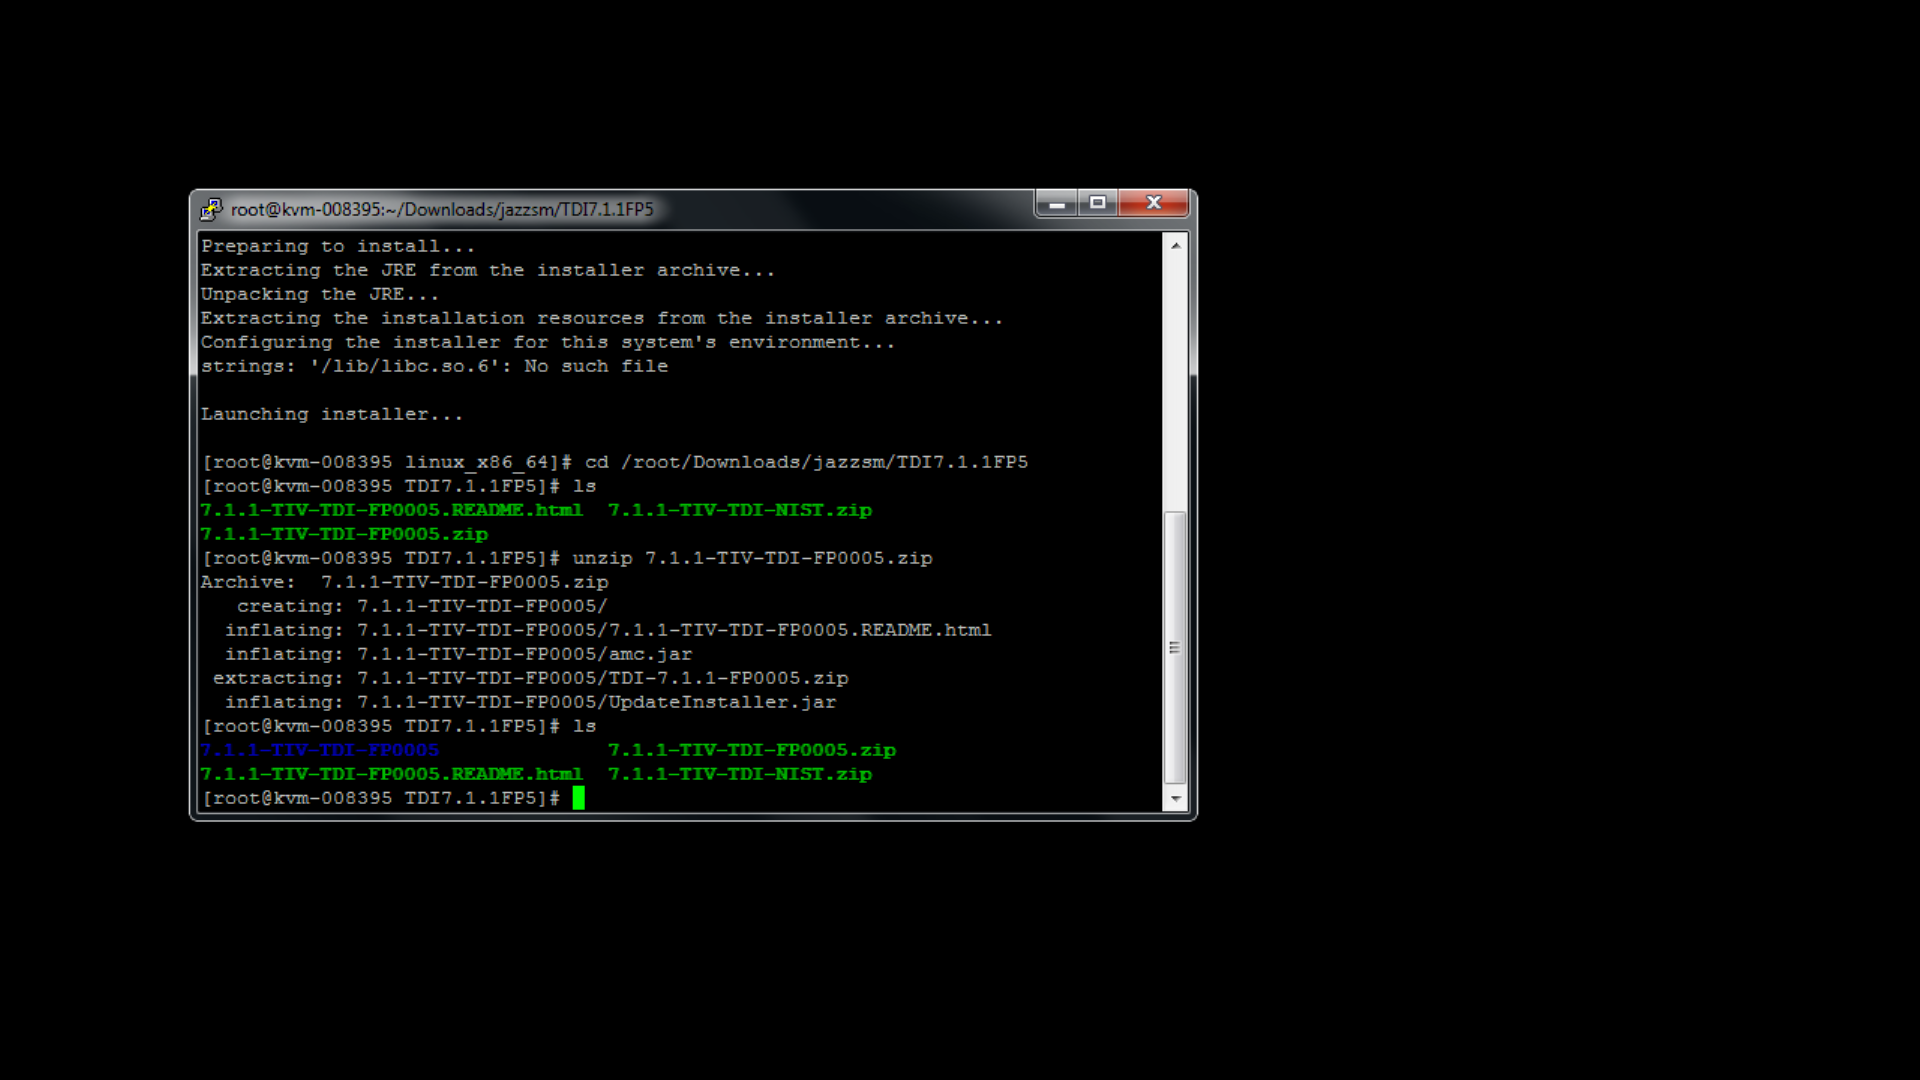 root@kvm-008395:~/Downloads/jazzsm/TDI7.1.1FP5
Preparing to install...
Extracting the JRE from the installer archive...
Unpacking the JRE...
Extracting the installation resources from the installer archive...
Configuring the installer for this system's environment...
strings: '/lib/libc.so.6': No such file
Launching installer...
[root@kvm-008395 linux_x86_64]# cd /root/Downloads/jazzsm/TDI7.1.1FP5
[root@kvm-008395 TDI7.1.1FP5]# ls
7.1.1-TIV-TDI-FP0005.README.html  7.1.1-TIV-TDI-NIST.zip
7.1.1-TIV-TDI-FP0005.zip
[root@kvm-008395 TDI7.1.1FP5]# unzip 7.1.1-TIV-TDI-FP0005.zip
Archive:  7.1.1-TIV-TDI-FP0005.zip
   creating: 7.1.1-TIV-TDI-FP0005/
  inflating: 7.1.1-TIV-TDI-FP0005/7.1.1-TIV-TDI-FP0005.README.html
  inflating: 7.1.1-TIV-TDI-FP0005/amc.jar
 extracting: 7.1.1-TIV-TDI-FP0005/TDI-7.1.1-FP0005.zip
  inflating: 7.1.1-TIV-TDI-FP0005/UpdateInstaller.jar
[root@kvm-008395 TDI7.1.1FP5]# ls
7.1.1-TIV-TDI-FP0005              7.1.1-TIV-TDI-FP0005.zip
7.1.1-TIV-TDI-FP0005.README.html  7.1.1-TIV-TDI-NIST.zip
[root@kvm-008395 TDI7.1.1FP5]#